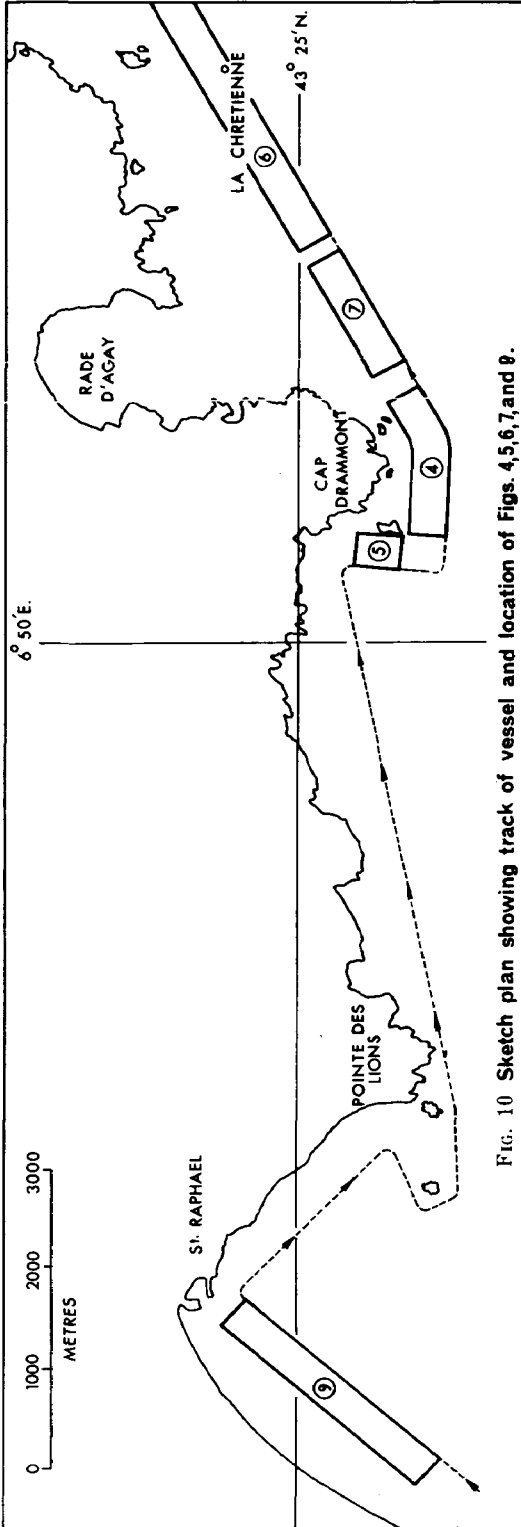 0 1000 2000 3000
METRES
6° 50'E.
St. RAPHAEL
RADE
D'AGAY
LA CHRETIENNE
43° 25'N.
POINTE DES
LIONS
CAP
DRAMMONT
9
5
4
7
6
FIG. 10 Sketch plan showing track of vessel and location of Figs. 4,5,6,7,and 9.